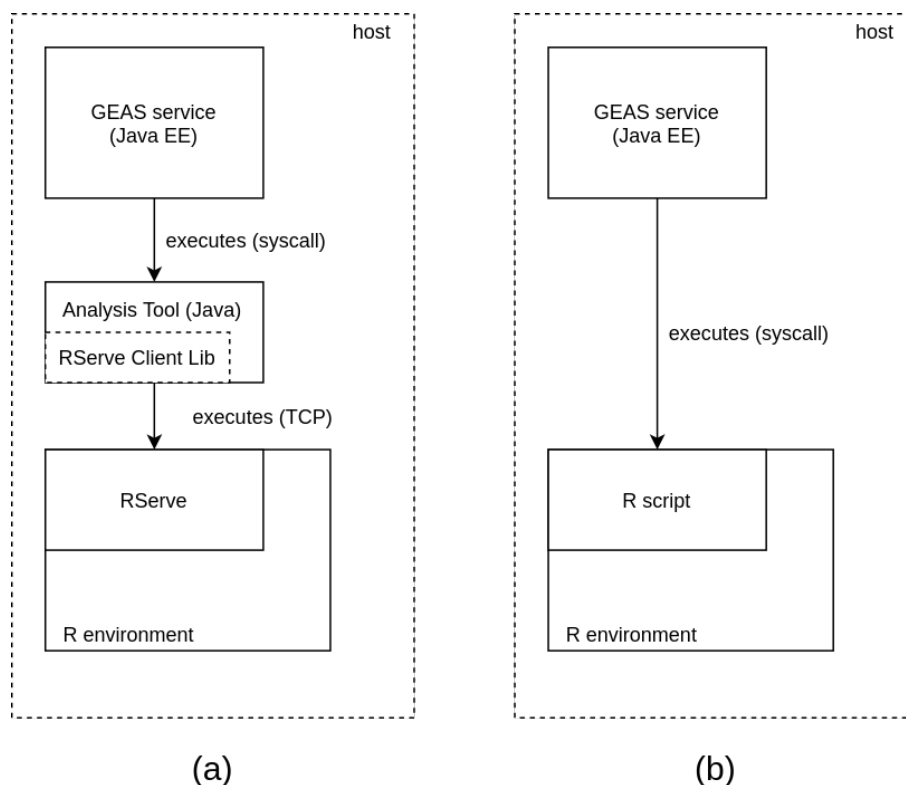 host
GEAS service
(Java EE)
executes (syscall)
Analysis Tool (Java)
RServe Client Lib
executes (TCP)
RServe
R environment
(a)
host
GEAS service
(Java EE)
executes (syscall)
R script
R environment
(b)